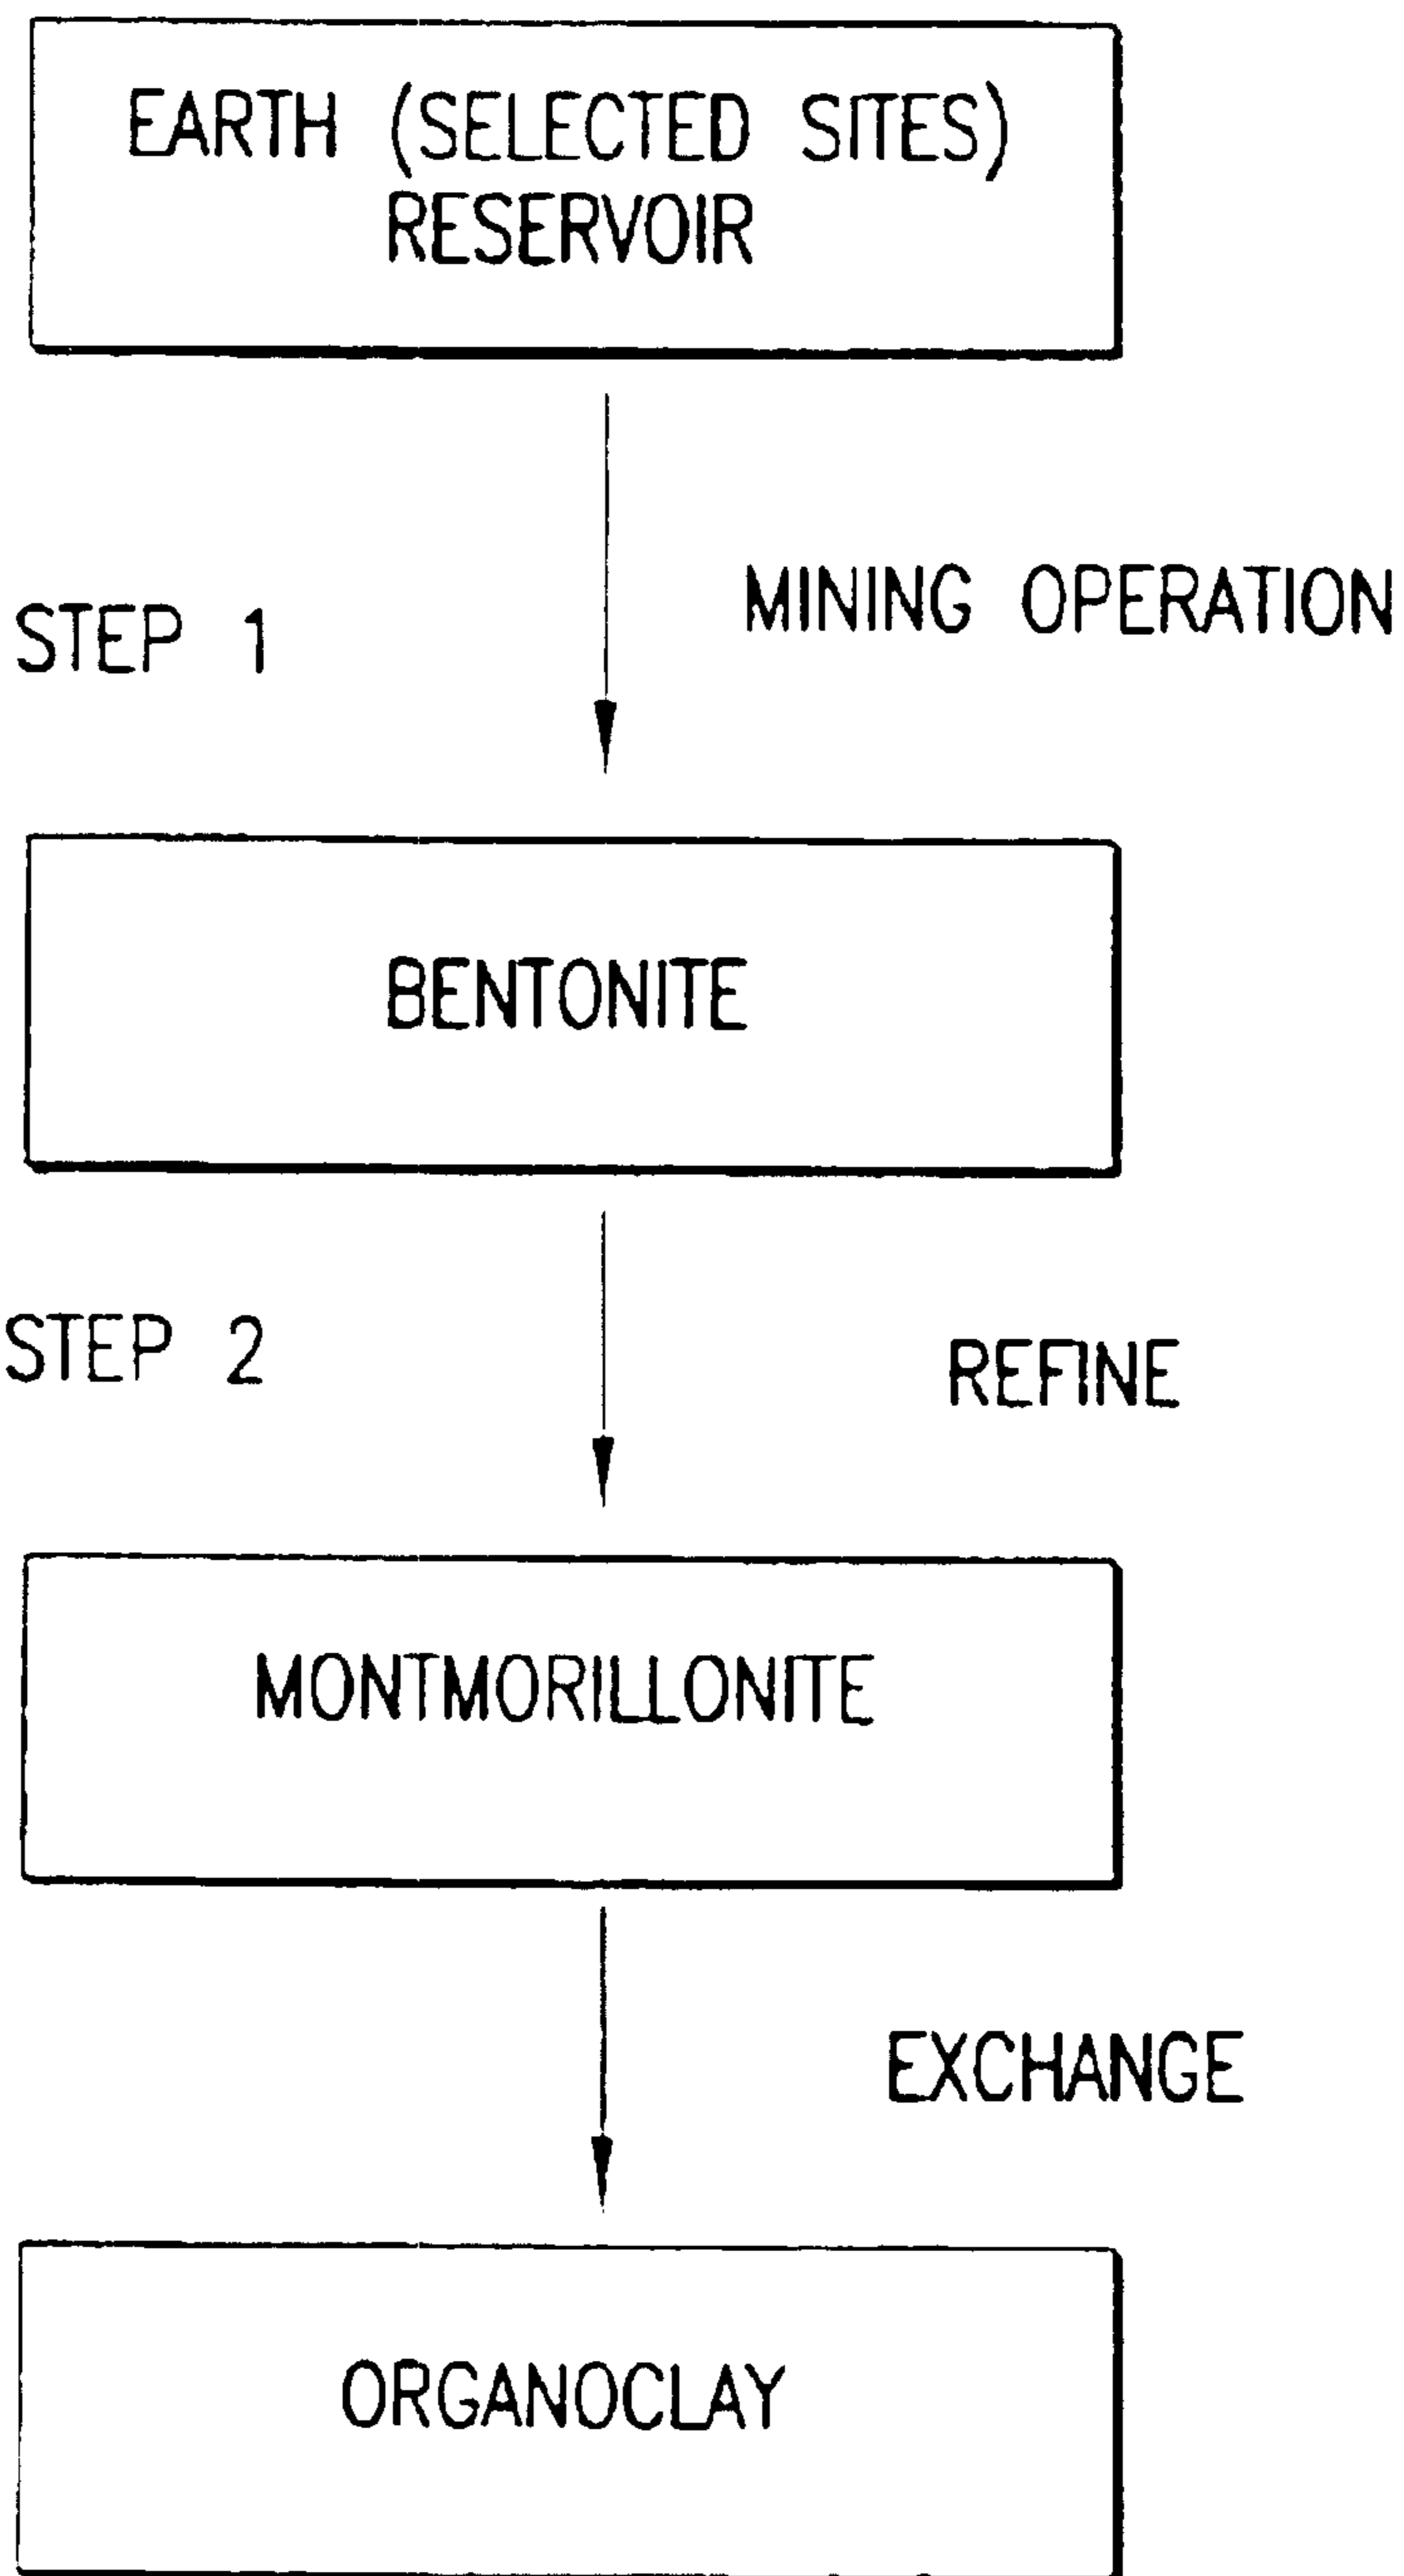 EARTH (SELECTED SITES)
RESERVOIR
MINING OPERATION
STEP 1
BENTONITE
STEP 2
REFINE
MONTMORILLONITE
EXCHANGE
ORGANOCLAY